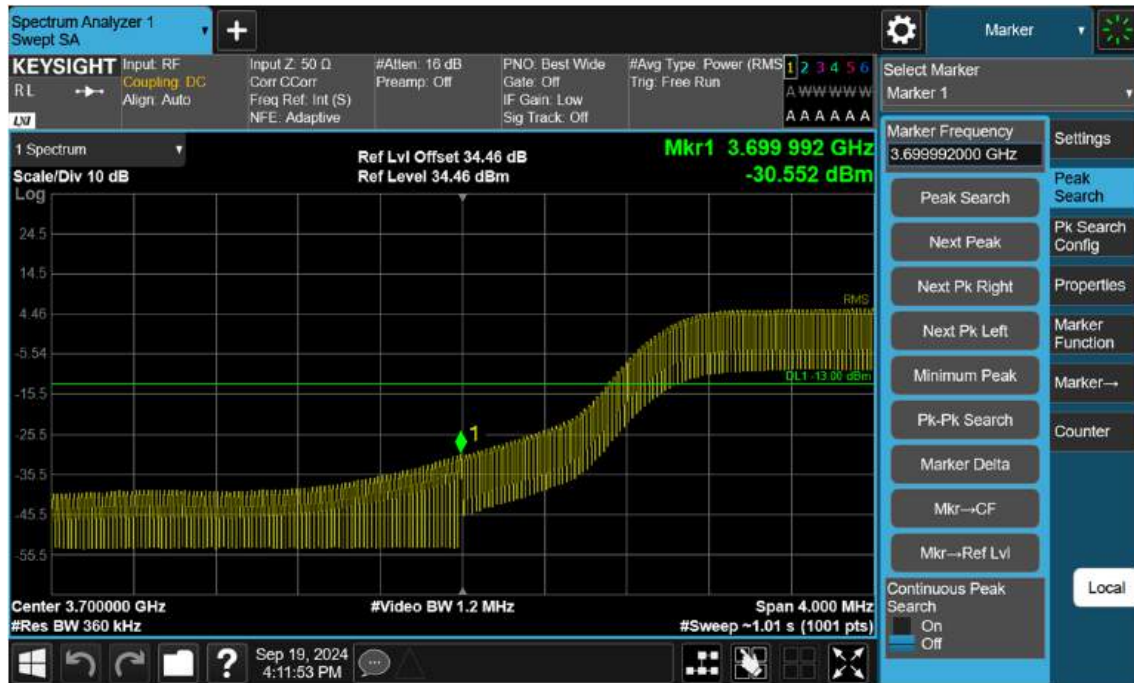 Spectrum Analyzer 1
Swept SA
+
Marker
KEYSIGHT
RL
LXI
Input: RF
Coupling: DC
Align: Auto
Input Z: 50 Ω
Corr CCorr
Freq Ref: Int (S)
NFE: Adaptive
#Atten: 16 dB
Preamp: Off
PNO: Best Wide
Gate: Off
IF Gain: Low
Sig Track: Off
#Avg Type: Power (RMS
Trig: Free Run
1 2 3 4 5 6
A W W W W W
A A A A A A
Select Marker
Marker 1
1 Spectrum
Scale/Div 10 dB
Log
Ref Lvl Offset 34.46 dB
Ref Level 34.46 dBm
Mkr1 3.699 992 GHz
-30.552 dBm
24.5
14.5
4.46
-5.54
-15.5
-25.5
-35.5
-45.5
-55.5
RMS
DL1 -13.00 dBm
1
Center 3.700000 GHz
#Res BW 360 kHz
#Video BW 1.2 MHz
Span 4.000 MHz
#Sweep ~1.01 s (1001 pts)
Marker Frequency
3.699992000 GHz
Peak Search
Next Peak
Next Pk Right
Next Pk Left
Minimum Peak
Pk-Pk Search
Marker Delta
Mkr→CF
Mkr→Ref Lvl
Continuous Peak
Search
On
Off
Settings
Peak
Search
Pk Search
Config
Properties
Marker
Function
Marker→
Counter
Local
?
Sep 19, 2024
4:11:53 PM